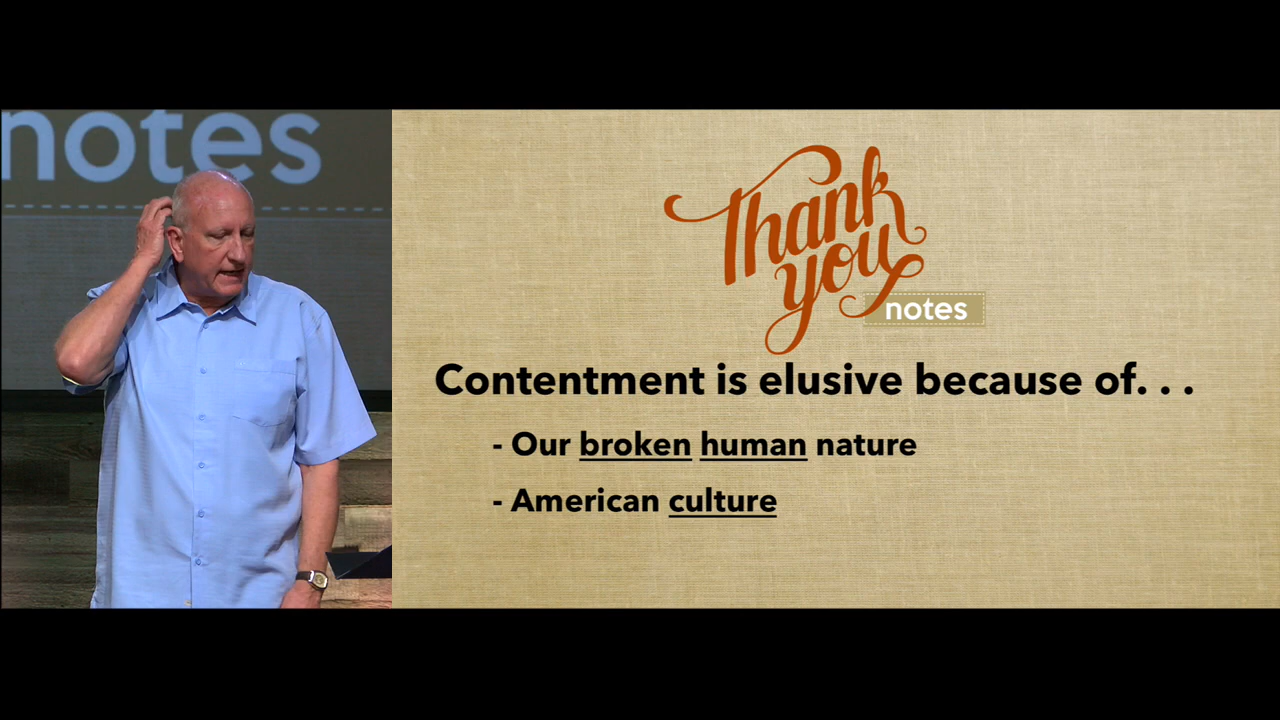 notes
Thank
you
notes
Contentment is elusive because of. . .
- Our broken human nature
- American culture